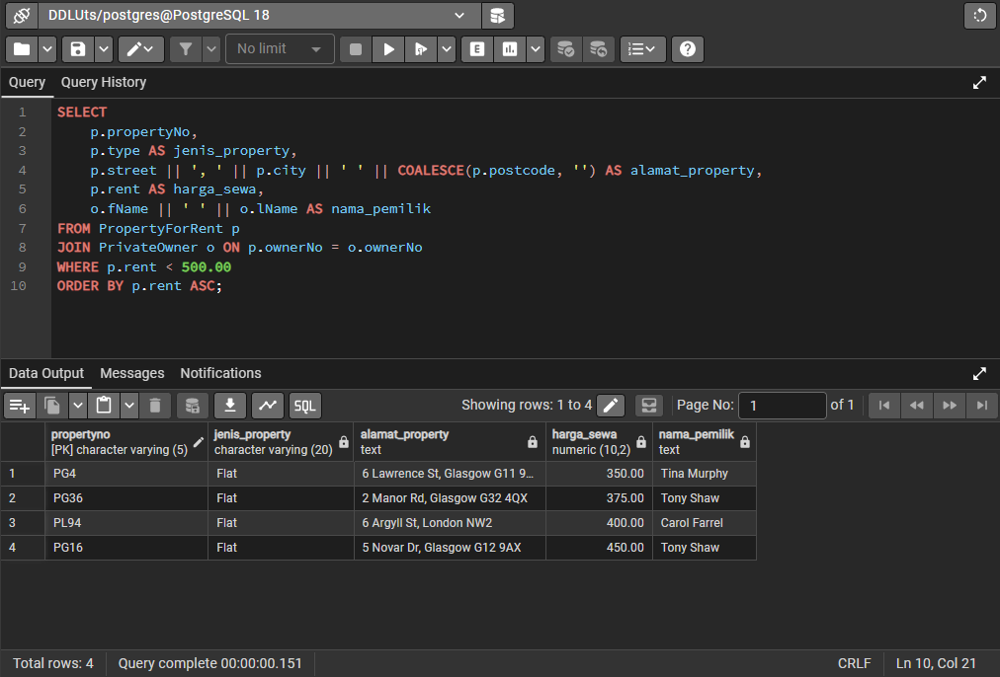 DDLUts/postgres@PostgreSQL 18
No limit
E
Query Query History
1 SELECT
2 p.propertyNo,
3 p.type AS jenis_property,
4 p.street || ', ' || p.city || ' ' || COALESCE(p.postcode, '') AS alamat_property,
5 p.rent AS harga_sewa,
6 o.fName || ' ' || o.lName AS nama_pemilik
7 FROM PropertyForRent p
8 JOIN PrivateOwner o ON p.ownerNo = o.ownerNo
9 WHERE p.rent < 500.00
10 ORDER BY p.rent ASC;
Data Output Messages Notifications
SQL Showing rows: 1 to 4 Page No: 1 of 1
propertyno jenis_property alamat_property harga_sewa nama_pemilik
[PK] character varying (5) character varying (20) text numeric (10,2) text
1 PG4 Flat 6 Lawrence St, Glasgow G11 9... 350.00 Tina Murphy
2 PG36 Flat 2 Manor Rd, Glasgow G32 4QX 375.00 Tony Shaw
3 PL94 Flat 6 Argyll St, London NW2 400.00 Carol Farrel
4 PG16 Flat 5 Novar Dr, Glasgow G12 9AX 450.00 Tony Shaw
Total rows: 4 Query complete 00:00:00.151 CRLF Ln 10, Col 21